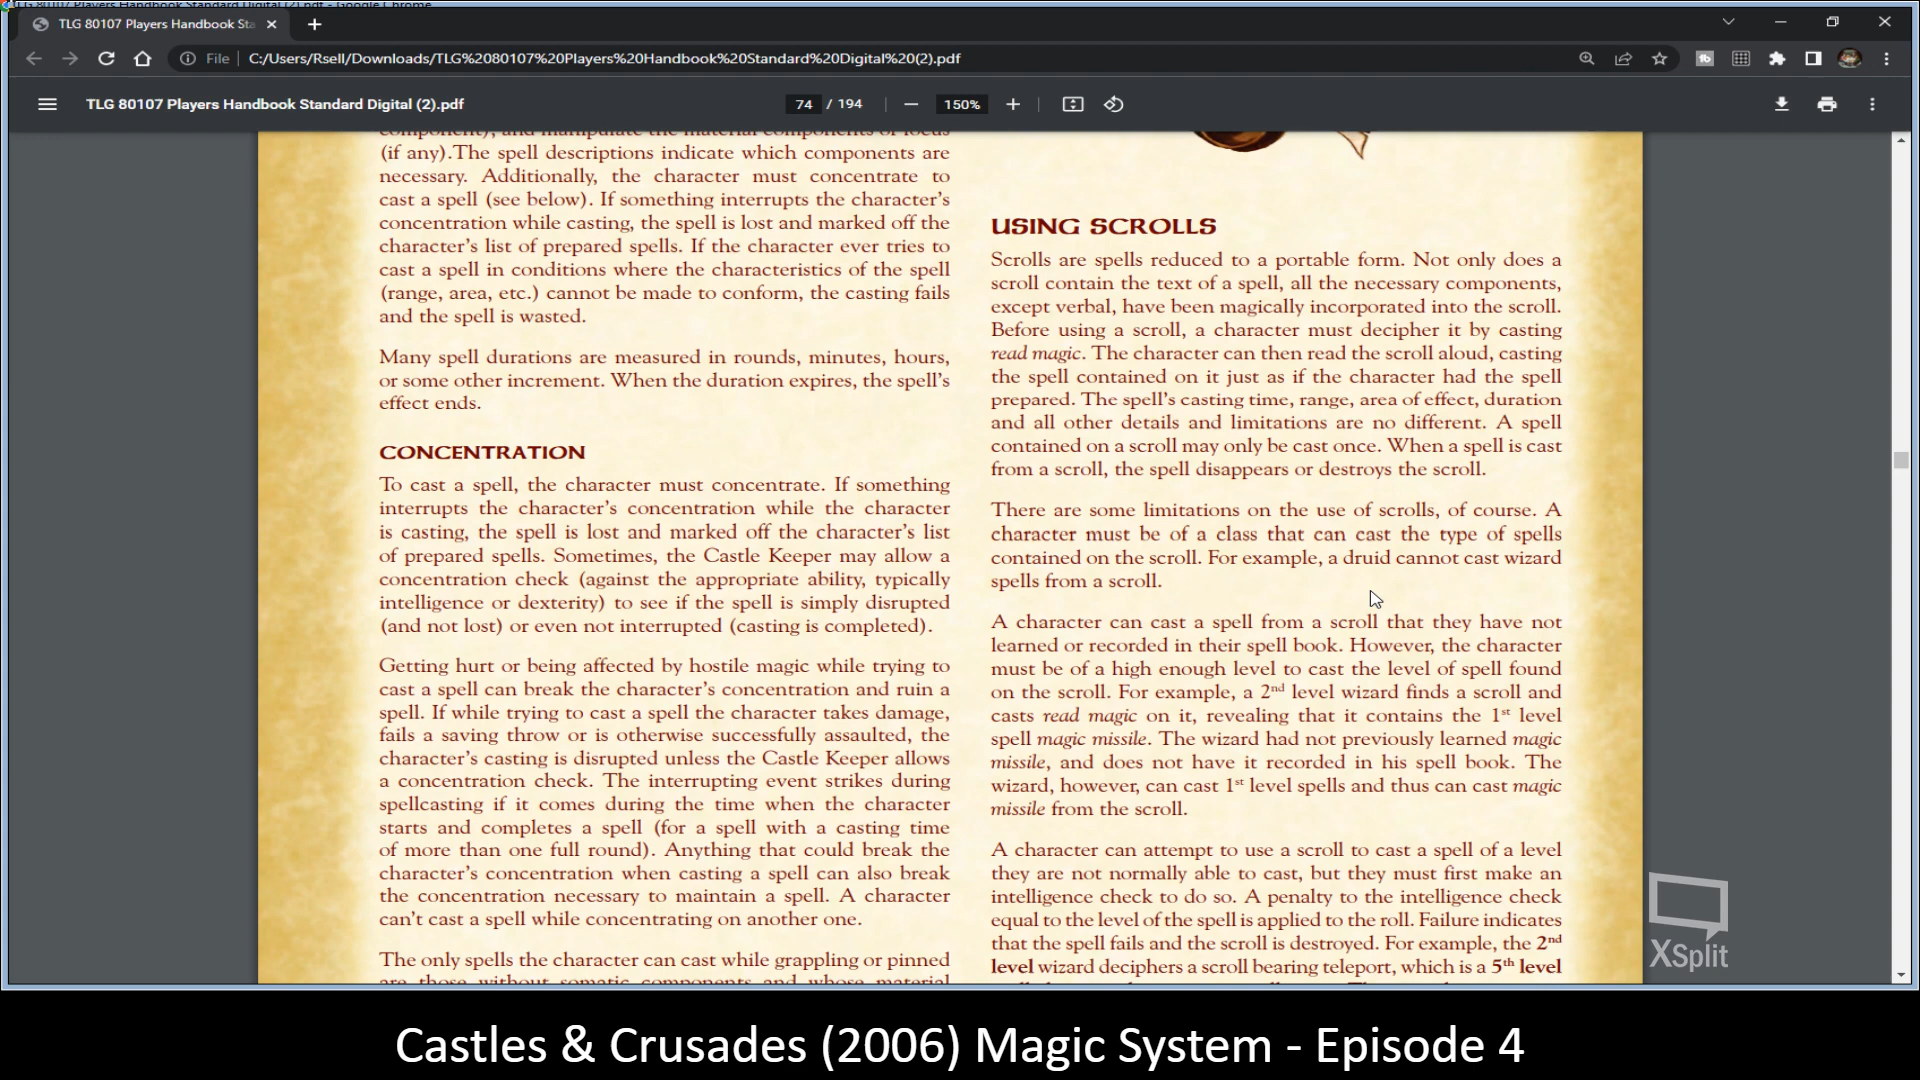 TLG 80107 Players Handbook Standard Digital (2).pdf - Google Chrome
TLG 80107 Players Handbook Sta
File
C:/Users/Rsell/Downloads/TLG%2080107%20Players%20Handbook%20Standard%20Digital%20(2).pdf
TLG 80107 Players Handbook Standard Digital (2).pdf
74 / 194
150%
component), and manipulate the material components or focus
(if any).The spell descriptions indicate which components are
necessary. Additionally, the character must concentrate to
cast a spell (see below). If something interrupts the character's
concentration while casting, the spell is lost and marked off the
character's list of prepared spells. If the character ever tries to
cast a spell in conditions where the characteristics of the spell
(range, area, etc.) cannot be made to conform, the casting fails
and the spell is wasted.
Many spell durations are measured in rounds, minutes, hours,
or some other increment. When the duration expires, the spell's
effect ends.
CONCENTRATION
To cast a spell, the character must concentrate. If something
interrupts the character's concentration while the character
is casting, the spell is lost and marked off the character's list
of prepared spells. Sometimes, the Castle Keeper may allow a
concentration check (against the appropriate ability, typically
intelligence or dexterity) to see if the spell is simply disrupted
(and not lost) or even not interrupted (casting is completed).
Getting hurt or being affected by hostile magic while trying to
cast a spell can break the character's concentration and ruin a
spell. If while trying to cast a spell the character takes damage,
fails a saving throw or is otherwise successfully assaulted, the
character's casting is disrupted unless the Castle Keeper allows
a concentration check. The interrupting event strikes during
spellcasting if it comes during the time when the character
starts and completes a spell (for a spell with a casting time
of more than one full round). Anything that could break the
character's concentration when casting a spell can also break
the concentration necessary to maintain a spell. A character
can't cast a spell while concentrating on another one.
The only spells the character can cast while grappling or pinned
are those without somatic components and whose material
USING SCROLLS
Scrolls are spells reduced to a portable form. Not only does a
scroll contain the text of a spell, all the necessary components,
except verbal, have been magically incorporated into the scroll.
Before using a scroll, a character must decipher it by casting
read magic. The character can then read the scroll aloud, casting
the spell contained on it just as if the character had the spell
prepared. The spell's casting time, range, area of effect, duration
and all other details and limitations are no different. A spell
contained on a scroll may only be cast once. When a spell is cast
from a scroll, the spell disappears or destroys the scroll.
There are some limitations on the use of scrolls, of course. A
character must be of a class that can cast the type of spells
contained on the scroll. For example, a druid cannot cast wizard
spells from a scroll.
A character can cast a spell from a scroll that they have not
learned or recorded in their spell book. However, the character
must be of a high enough level to cast the level of spell found
on the scroll. For example, a 2nd level wizard finds a scroll and
casts read magic on it, revealing that it contains the 1st level
spell magic missile. The wizard had not previously learned magic
missile, and does not have it recorded in his spell book. The
wizard, however, can cast 1st level spells and thus can cast magic
missile from the scroll.
A character can attempt to use a scroll to cast a spell of a level
they are not normally able to cast, but they must first make an
intelligence check to do so. A penalty to the intelligence check
equal to the level of the spell is applied to the roll. Failure indicates
that the spell fails and the scroll is destroyed. For example, the 2nd
level wizard deciphers a scroll bearing teleport, which is a 5th level
XSplit
Castles & Crusades (2006) Magic System - Episode 4